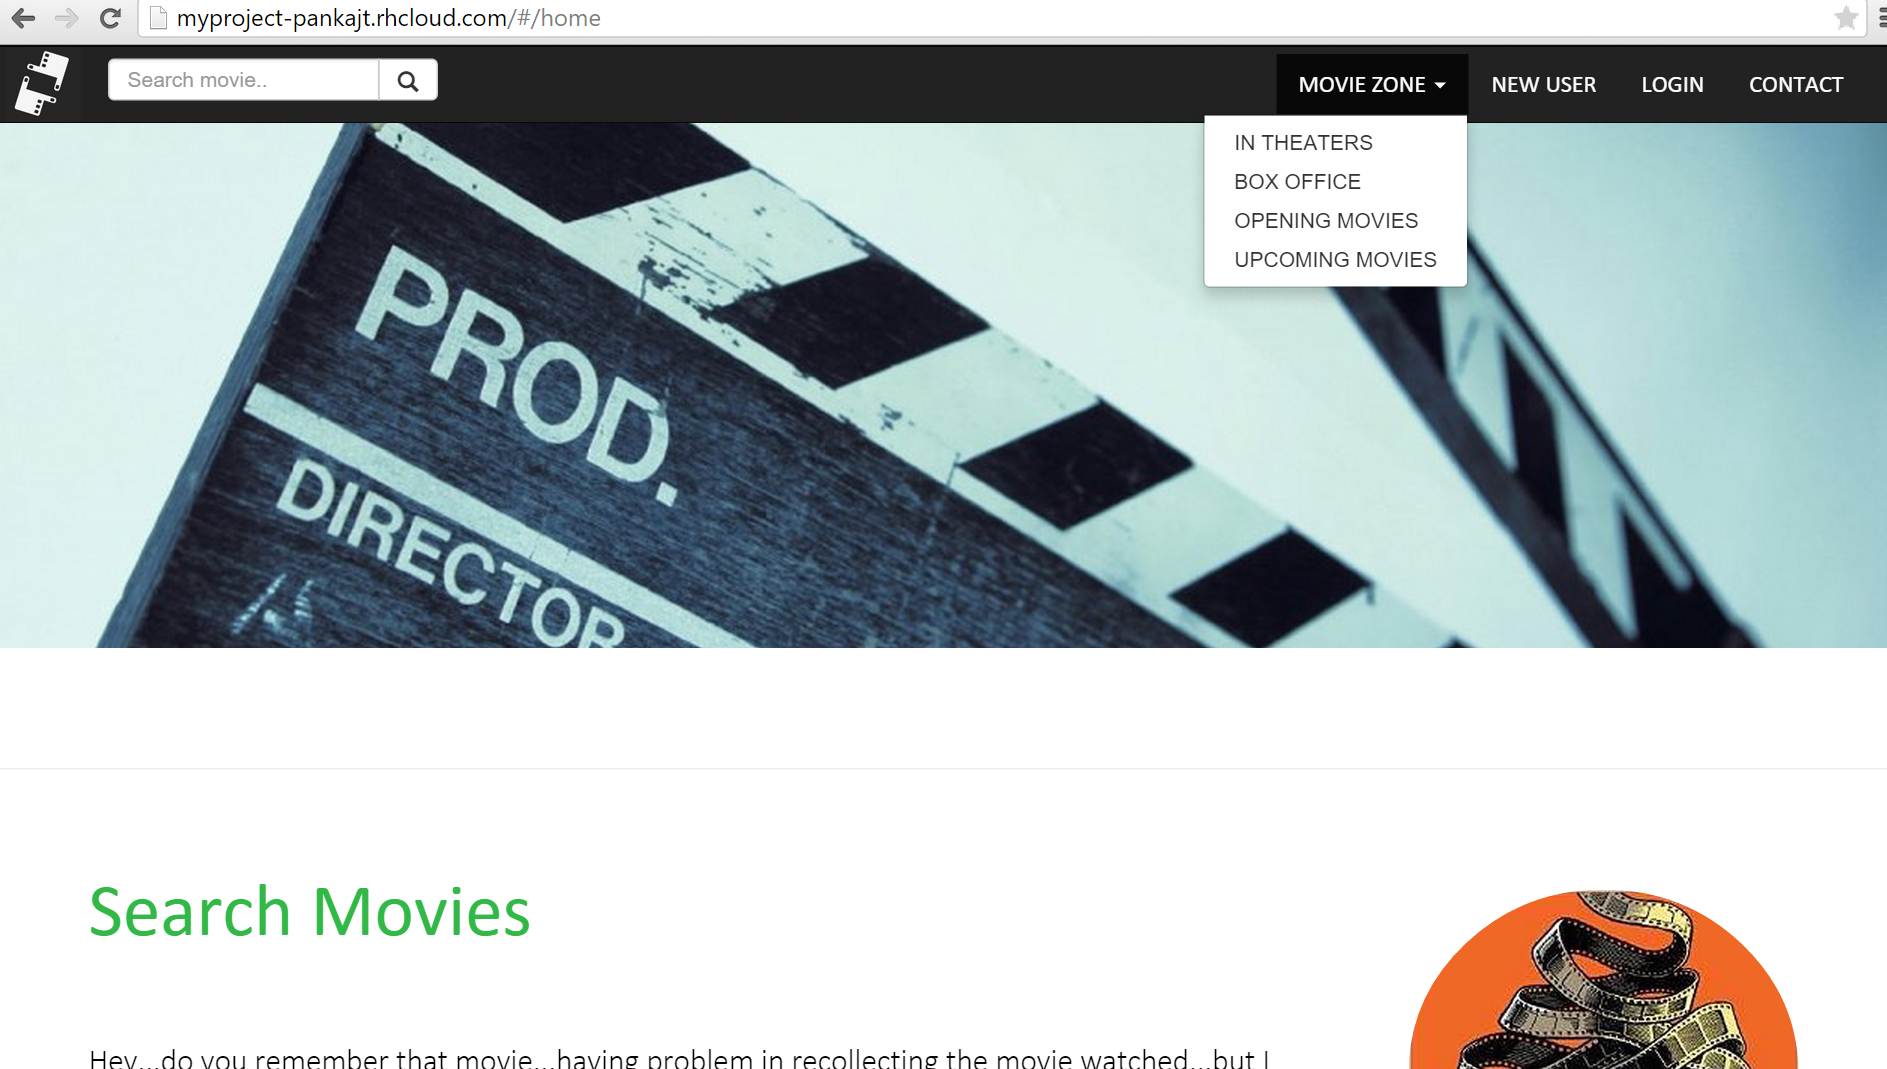 myproject-pankajt.rhcloud.com/#/home
Search movie..
MOVIE ZONE
NEW USER
LOGIN
CONTACT
IN THEATERS
BOX OFFICE
OPENING MOVIES
UPCOMING MOVIES
PROD.
DIRECTOR
Search Movies
Hey...do you remember that movie...having problem in recollecting the movie watched...but I